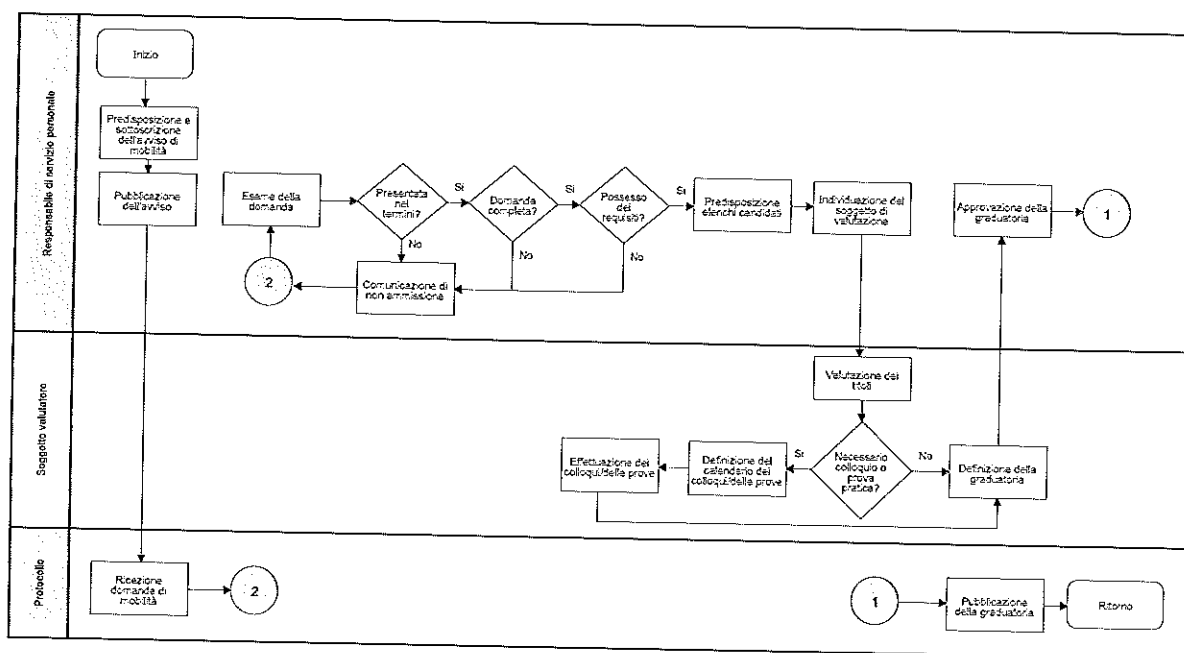 Responsabile di servizio personale
Inizio
Predisposizione e
sottoscrizione
dell'avviso di
mobilità
Pubblicazione
dell'avviso
Esame della
domanda
Presentata
nei
termini?
Si
No
Domanda
completa?
Si
No
Possesso
dei
requisiti?
Si
No
Predisposizione
elenchi candidati
Individuazione del
soggetto di
valutazione
Approvazione della
graduatoria
1
2
Comunicazione di
non ammissione
Soggetto valutatore
Valutazione dei
titoli
Necessario
colloquio o
prova
pratica?
Si
No
Effettuazione dei
colloqui/delle prove
Definizione del
calendario dei
colloqui/delle prove
Definizione della
graduatoria
Protocollo
Ricezione
domande di
mobilità
2
1
Pubblicazione
della graduatoria
Ritorno